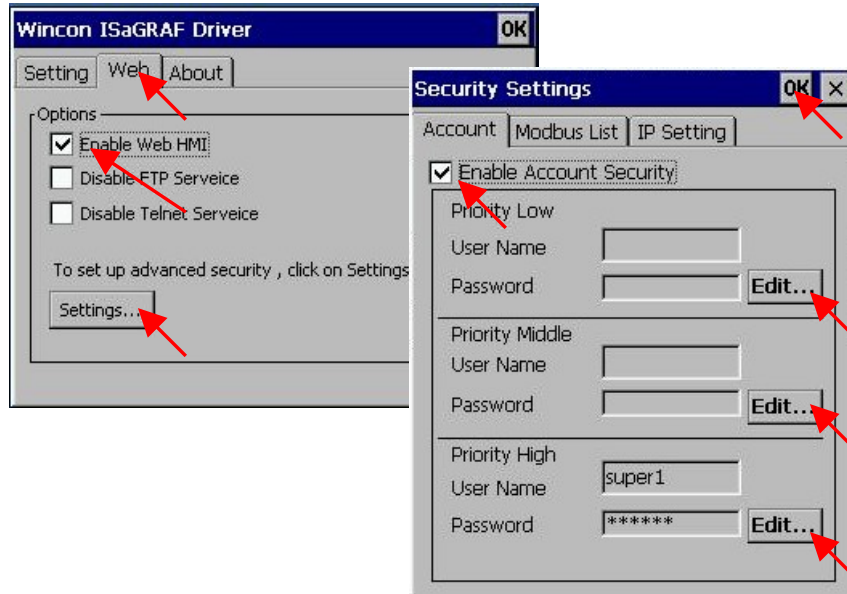 Wincon ISaGRAF Driver OK
Setting Web About
Options
Enable Web HMI
Disable FTP Serveice
Disable Telnet Serveice
To set up advanced security , click on Settings
Settings...
Security Settings OK ×
Account Modbus List IP Setting
Enable Account Security
Priority Low
User Name
Password Edit...
Priority Middle
User Name
Password Edit...
Priority High
User Name super1
Password ****** Edit...